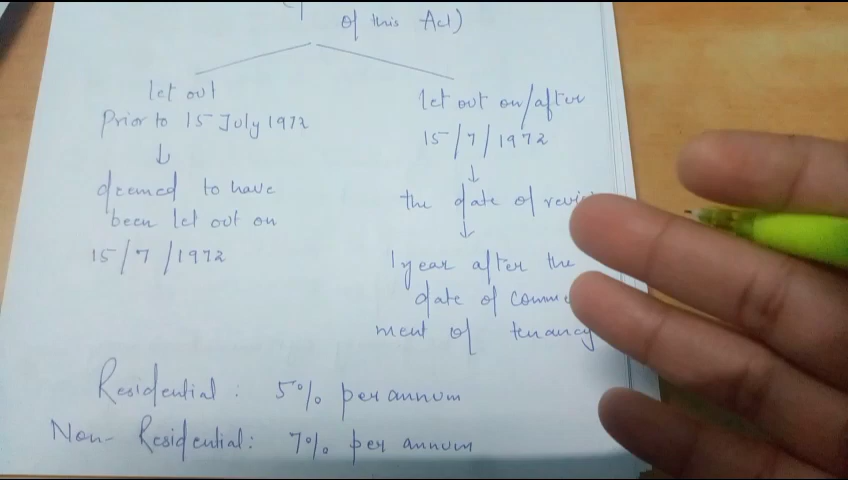 of this Act)
let out
Prior to 15 July 1972
↓
deemed to have
been let out on
15/7/1972
let out on/after
15/7/1972
↓
the date of
↓
1 year after the
date of comme
ment of tenancy
Residential: 5% per annum
Non-Residential: 7% per annum